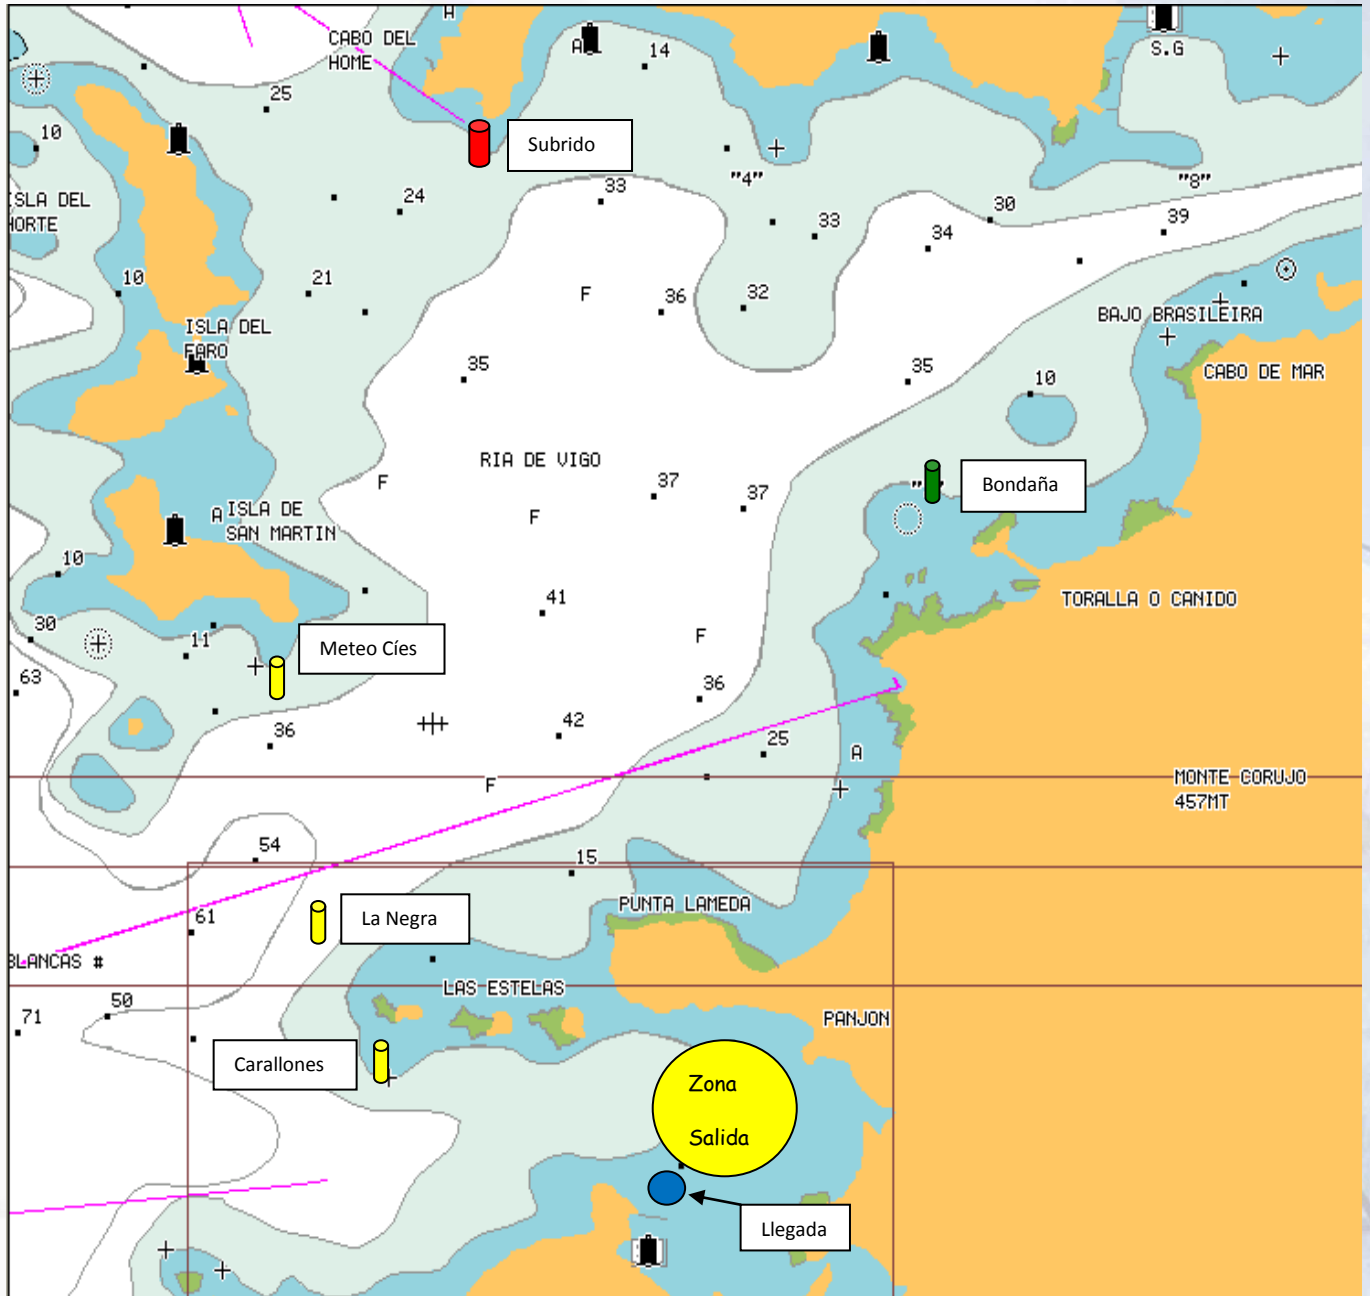 A
CABO DEL
HOME
A
14
S.G
25
10
Subrido
"4"
"8"
ISLA DEL
NORTE
24
33
30
39
33
34
10
21
F
36
32
ISLA DEL
FARO
BAJO BRASILEIRA
35
35
10
CABO DE MAR
RIA DE VIGO
F
37
37
Bondaña
A
ISLA DE
SAN MARTIN
F
10
41
TORALLA O CANIDO
30
11
Meteo Cíes
F
63
36
36
42
25
A
F
MONTE CORUJO
457MT
54
15
61
La Negra
PUNTA LAMEDA
BLANCAS #
50
LAS ESTELAS
71
PANJON
Carallones
Zona
Salida
Llegada